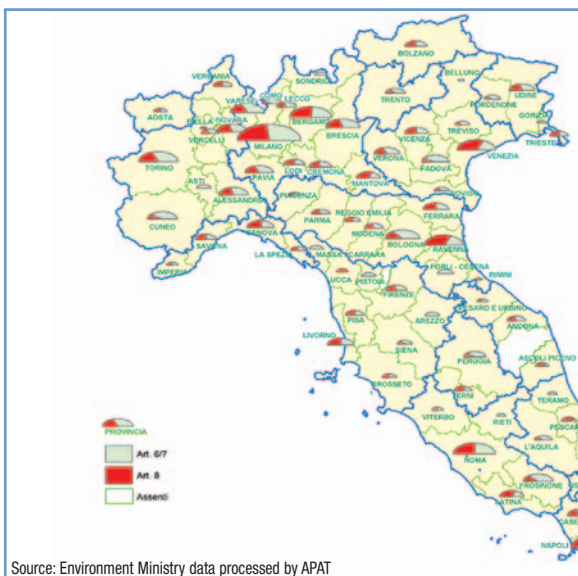 BOLZANO
VERBANIA
SONDRIO
BELLUNO
AOSTA
BIELLA
VARESE
COMO
LECCO
TRENTO
PORDENONE
UDINE
GORIZIA
NOVARA
BERGAMO
BRESCIA
VICENZA
TREVISO
TRIESTE
VERCELLI
MILANO
VERONA
PADOVA
VENEZIA
TORINO
PAVIA
LODI
CREMONA
MANTOVA
ROVIGO
ASTI
ALESSANDRIA
PIACENZA
FERRARA
CUNEO
PARMA
REGGIO EMILIA
MODENA
BOLOGNA
RAVENNA
SAVONA
GENOVA
LA SPEZIA
MASSA CARRARA
FORLI - CESENA
RIMINI
IMPERIA
UCCA
PISTOIA
FIRENZE
PESARO E URBINO
ANCONA
PISA
AREZZO
LIVORNO
SIENA
PERUGIA
ASCOLI PICENO
GROSSETO
TERNI
TERAMO
VITERBO
RIETI
PESCAR
L'AQUILA
ROMA
FROSINONE
LATINA
CASE
NAPOLI
PROVINCIA
Art. 6/7
Art. 8
Assenti
Source: Environment Ministry data processed by APAT